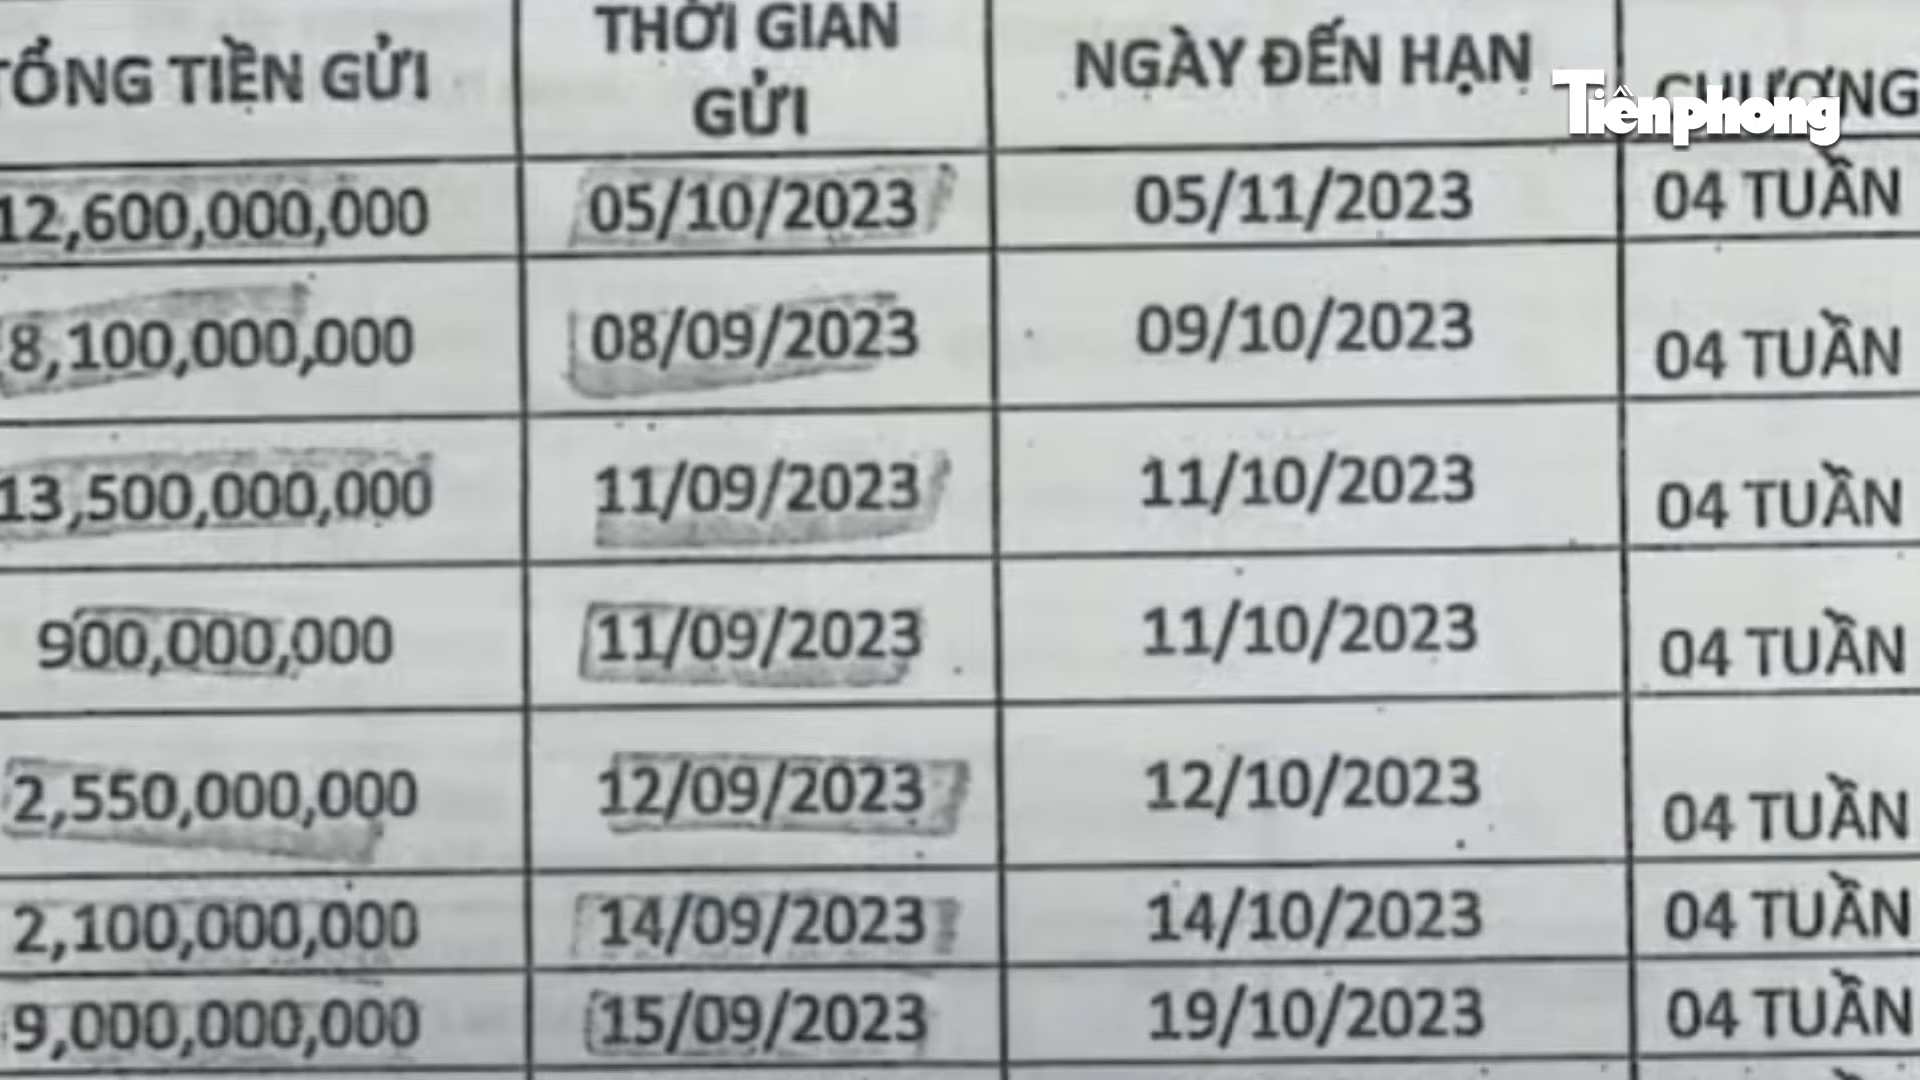 TỔNG TIỀN GỬI
THỜI GIAN
GỬI
NGÀY ĐẾN HẠN
Tiềnphong
12,600,000,000 05/10/2023 05/11/2023 04 TUẦN
8,100,000,000 08/09/2023 09/10/2023 04 TUẦN
13,500,000,000 11/09/2023 11/10/2023 04 TUẦN
900,000,000 11/09/2023 11/10/2023 04 TUẦN
2,550,000,000 12/09/2023 12/10/2023 04 TUẦN
2,100,000,000 14/09/2023 14/10/2023 04 TUẦN
9,000,000,000 15/09/2023 19/10/2023 04 TUẦN